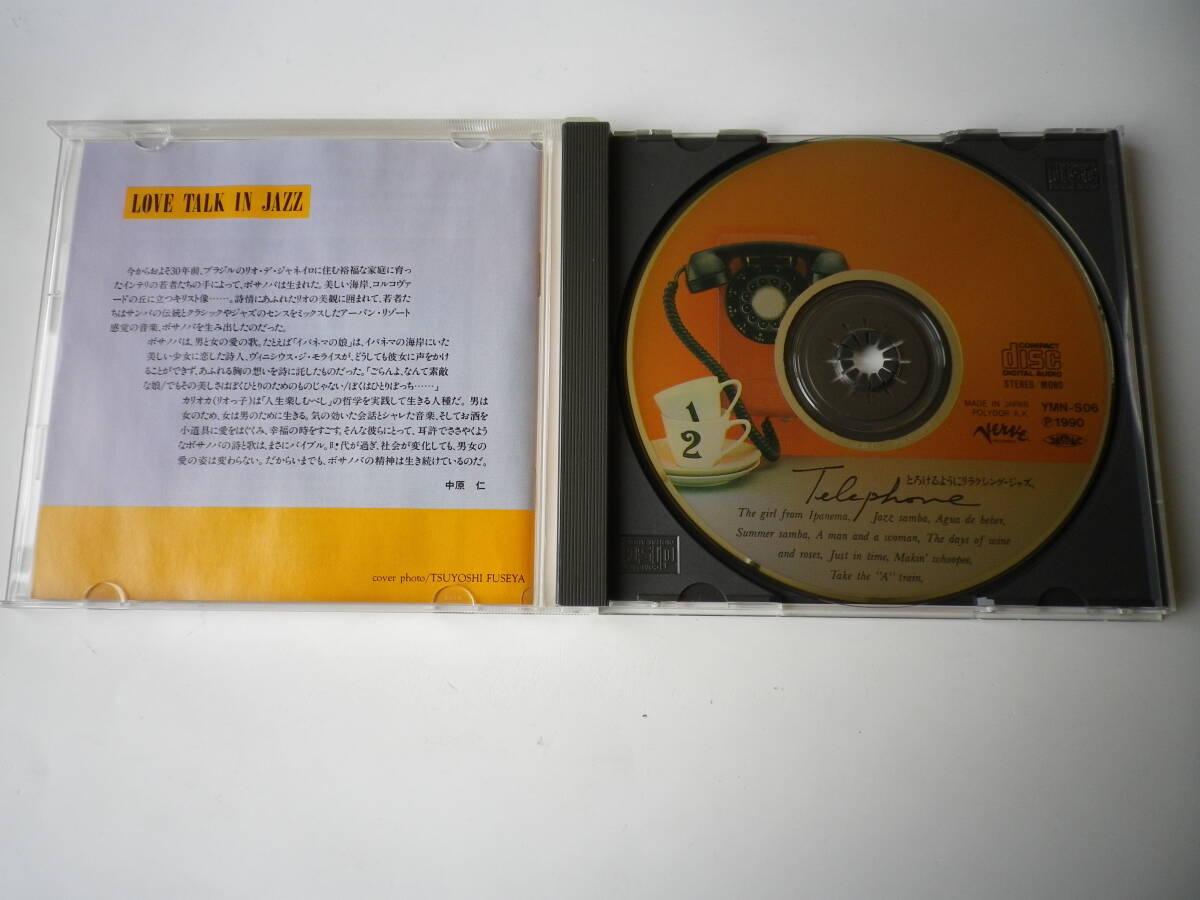 LOVE TALK IN JAZZ
今からおよそ30年前、ブラジルのリオ・デ・ジャネイロに住む裕福な家庭に育っ
たインテリの若者たちの手によって、ボサノバは生まれた。美しい海岸、コルコヴァ
ードの丘に立つキリスト像……。詩情にあふれたリオの美観に囲まれて、若者た
ちはサンバの伝統とクラシックやジャズのセンスをミックスしたアーバン・リゾート
感覚の音楽、ボサノバを生み出したのだった。
ボサノバは、男と女の愛の歌。たとえば「イパネマの娘」は、イパネマの海岸にいた
美しい少女に恋した詩人、ヴィニシウス・ジ・モライスが、どうしても彼女に声をかけ
ることができず、あふれる胸の想いを詩に託したものだった。「ごらんよ、なんて素敵
な娘/でもその美しさはぼくひとりのためのものじゃない/ぼくはひとりぼっち……」
カリオカ(リオっ子)は「人生楽しむべし」の哲学を実践して生きる人種だ。男は
女のため、女は男のために生きる。気の効いた会話とシャレた音楽、そしてお酒を
小道具に愛をはぐくみ、幸福の時をすごす。そんな彼らにとって、耳許でささやくよう
なボサノバの詩と歌は、まさにバイブル。時代が過ぎ、社会が変化しても、男女の
愛の姿は変わらない。だからいまでも、ボサノバの精神は生き続けているのだ。
中原 仁
cover photo/TSUYOSHI FUSEYA
1
2
COMPACT
disc
DIGITAL AUDIO
STEREO/MONO
MADE IN JAPAN
POLYDOR K.K.
YMN-S06
Ⓟ1990
Verve
とろけるようにリラクシング・ジャズ。
Telephone
The girl from Ipanema, Jazz samba, Agua de beber,
Summer samba, A man and a woman, The days of wine
and roses, Just in time, Makin' whoopee,
Take the "A" train,